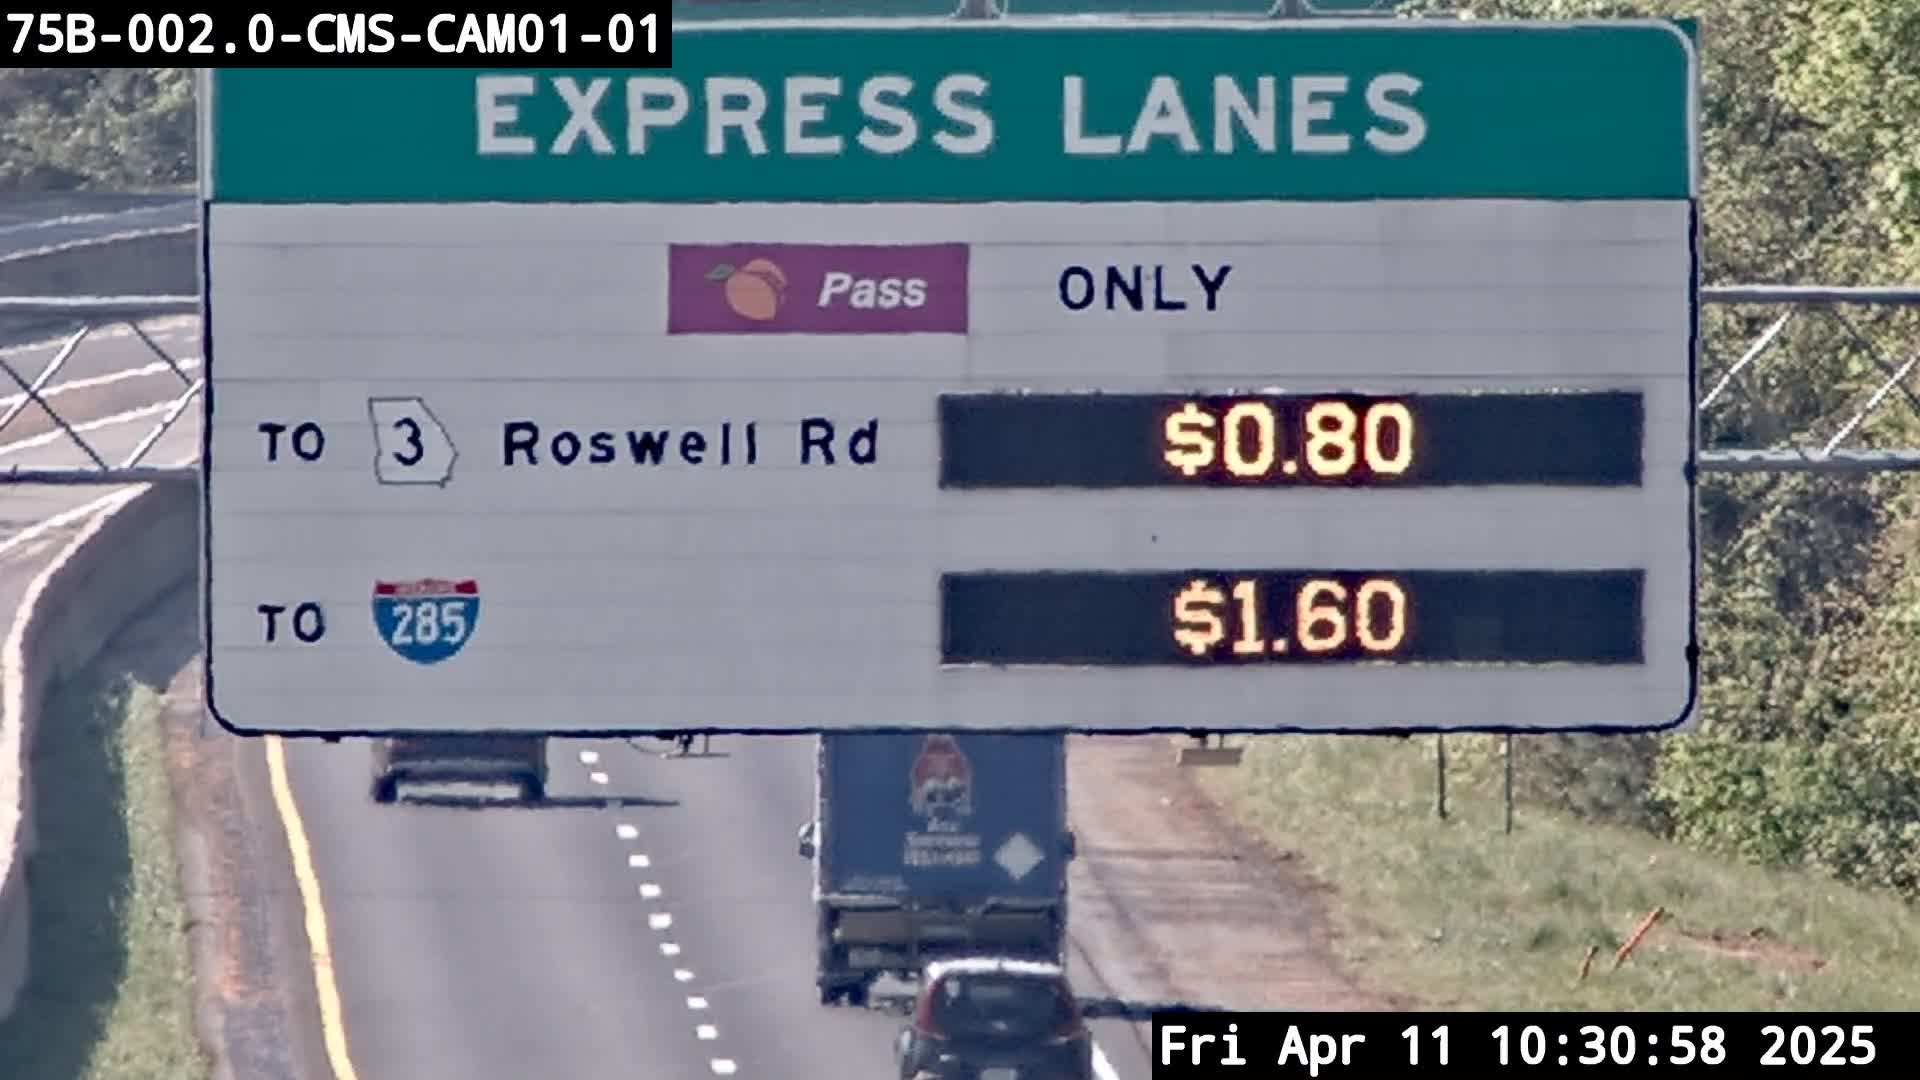 75B-002.0-CMS-CAM01-01
EXPRESS LANES
Pass ONLY
TO 3 Roswell Rd $0.80
TO 285 $1.60
Fri Apr 11 10:30:58 2025